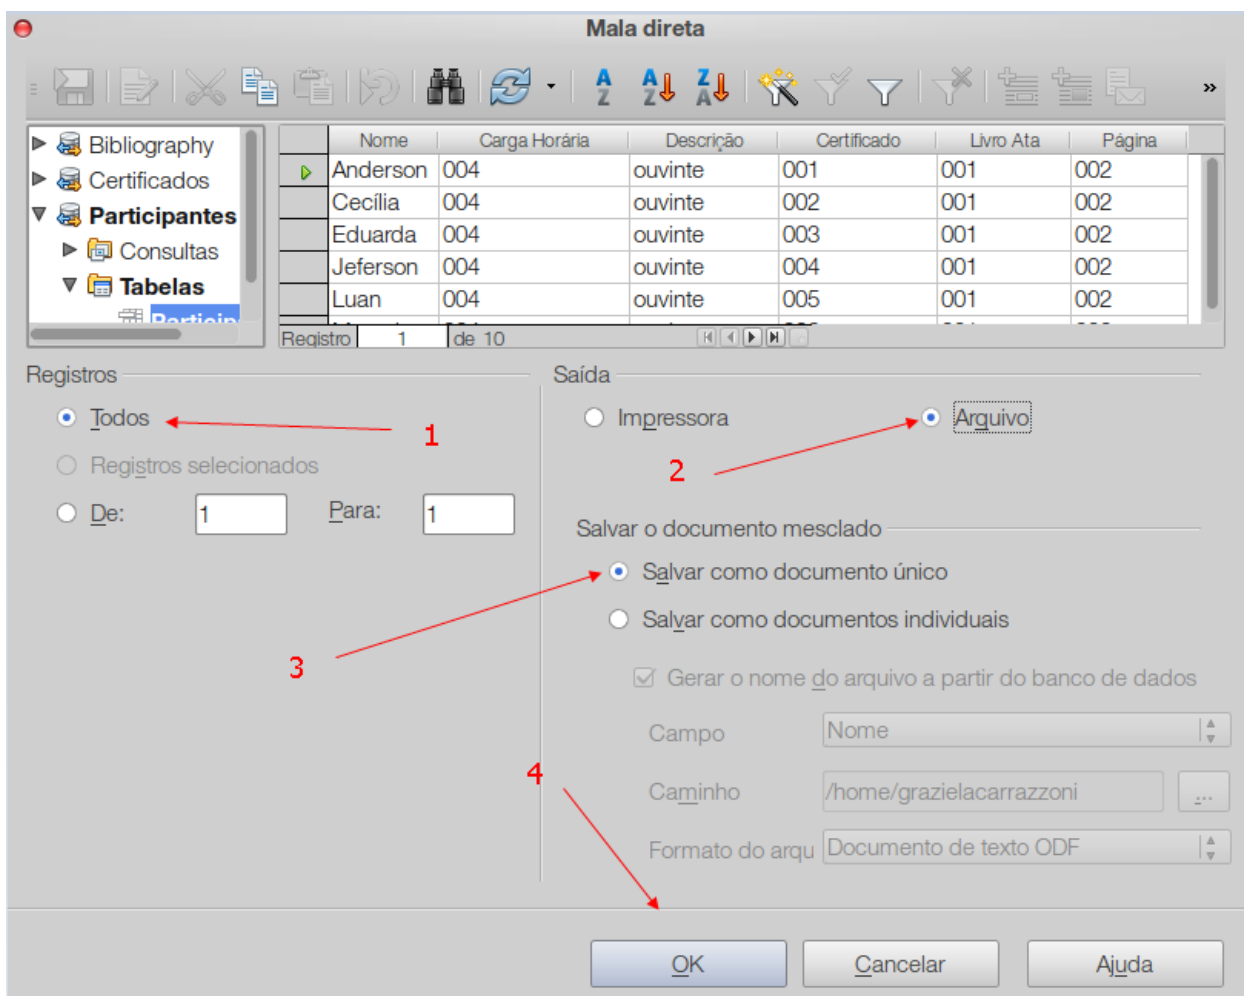 Mala direta
A
Z
A
Z
Z
A
»
Bibliography
Certificados
Participantes
Consultas
Tabelas
Nome Carga Horária Descrição Certificado Livro Ata Página
Anderson 004 ouvinte 001 001 002
Cecília 004 ouvinte 002 001 002
Eduarda 004 ouvinte 003 001 002
Jeferson 004 ouvinte 004 001 002
Luan 004 ouvinte 005 001 002
Registro 1 de 10
Registros
Todos
1
Registros selecionados
De: 1 Para: 1
Saída
Impressora Arquivo
2
Salvar o documento mesclado
Salvar como documento único
3
Salvar como documentos individuais
Gerar o nome do arquivo a partir do banco de dados
Campo Nome
4
Caminho /home/grazielacarrazzoni ...
Formato do arqu Documento de texto ODF
OK Cancelar Ajuda